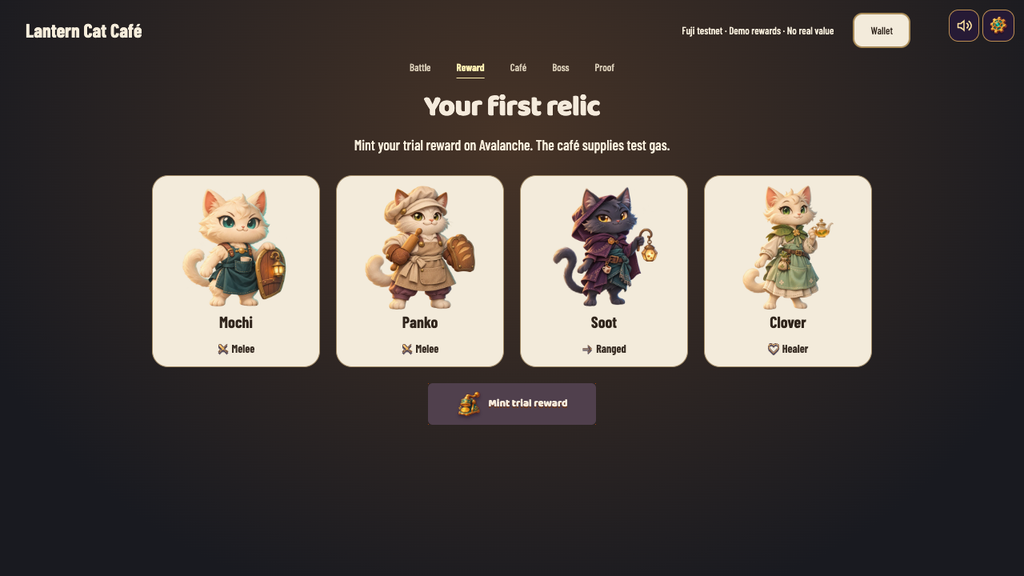 Lantern Cat Café
Fuji testnet · Demo rewards · No real value
Wallet
Battle
Reward
Café
Boss
Proof
Your first relic
Mint your trial reward on Avalanche. The café supplies test gas.
Mochi
Melee
Panko
Melee
Soot
Ranged
Clover
Healer
Mint trial reward